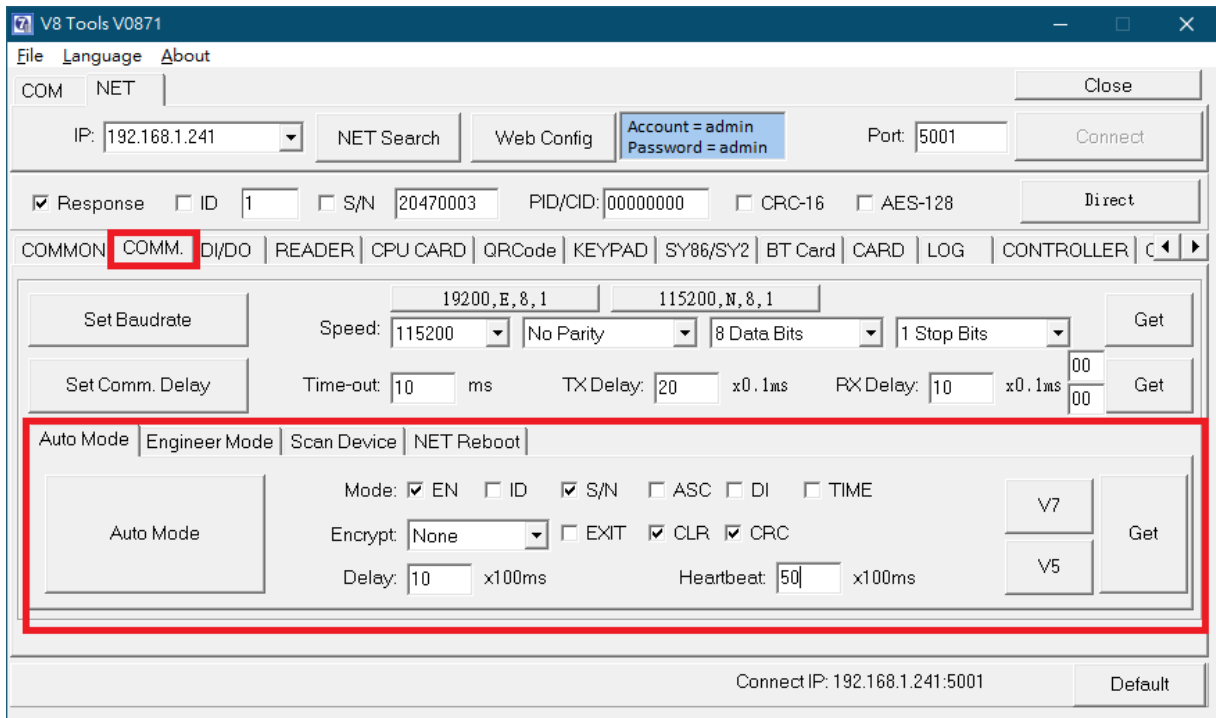 V8 Tools V0871
File Language About
COM NET Close
IP: 192.168.1.241 NET Search Web Config Account = admin Password = admin Port: 5001 Connect
Response ID 1 S/N 20470003 PID/CID: 00000000 CRC-16 AES-128 Direct
COMMON COMM. DI/DO READER CPU CARD QRCode KEYPAD SY86/SY2 BT Card CARD LOG CONTROLLER
19200,E,8,1 115200,N,8,1
Set Baudrate Speed: 115200 No Parity 8 Data Bits 1 Stop Bits Get
Set Comm. Delay Time-out: 10 ms TX Delay: 20 x0.1ms RX Delay: 10 x0.1ms 00 00 Get
Auto Mode Engineer Mode Scan Device NET Reboot
Mode: EN ID S/N ASC DI TIME V7
Auto Mode Encrypt: None EXIT CLR CRC Get
Delay: 10 x100ms Heartbeat: 50 x100ms V5
Connect IP: 192.168.1.241:5001 Default